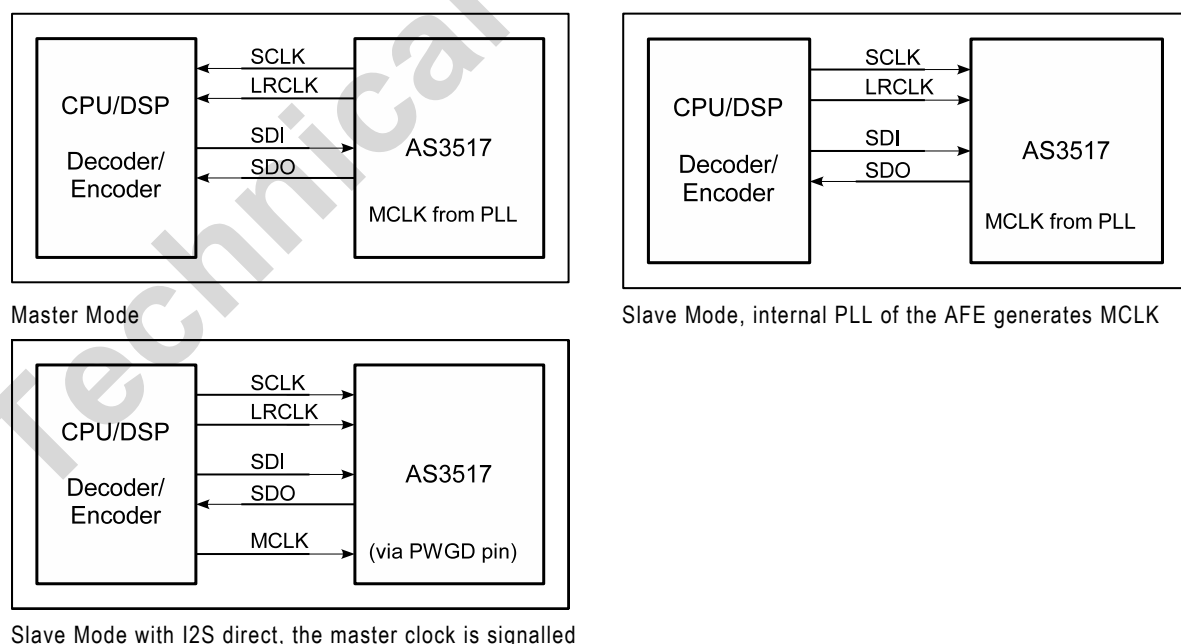 SCLK
LRCLK
CPU/DSP
SDI
AS3517
Decoder/
SDO
Encoder
MCLK from PLL
Master Mode
SCLK
LRCLK
CPU/DSP
SDI
AS3517
Decoder/
SDO
Encoder
MCLK from PLL
Slave Mode, internal PLL of the AFE generates MCLK
SCLK
LRCLK
CPU/DSP
SDI
AS3517
Decoder/
SDO
Encoder
MCLK
(via PWGD pin)
Slave Mode with I2S direct, the master clock is signalled
Technical